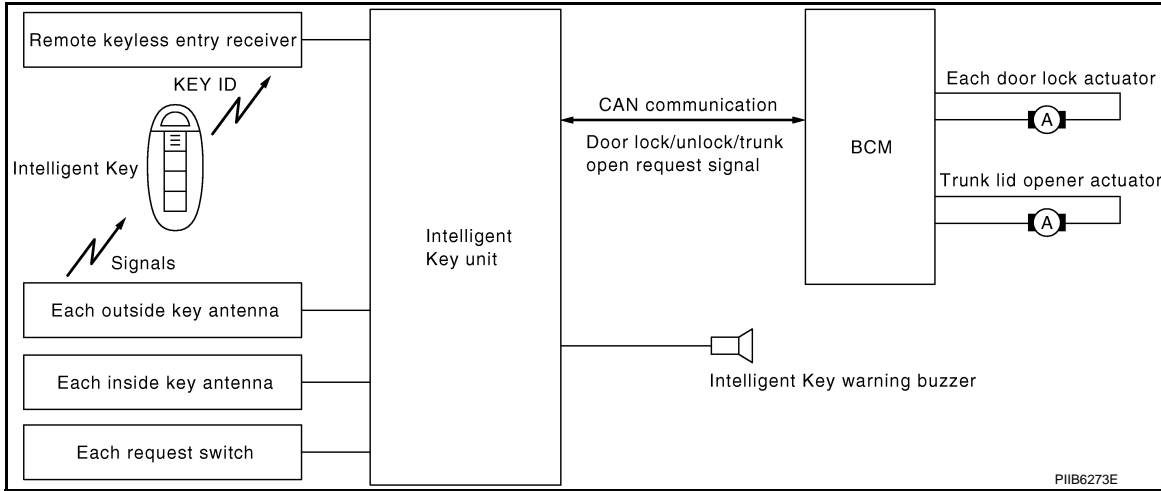 Remote keyless entry receiver
KEY ID
Intelligent Key
Signals
Each outside key antenna
Each inside key antenna
Each request switch
Intelligent
Key unit
CAN communication
Door lock/unlock/trunk
open request signal
BCM
Each door lock actuator
A
Trunk lid opener actuator
A
Intelligent Key warning buzzer
PIIB6273E